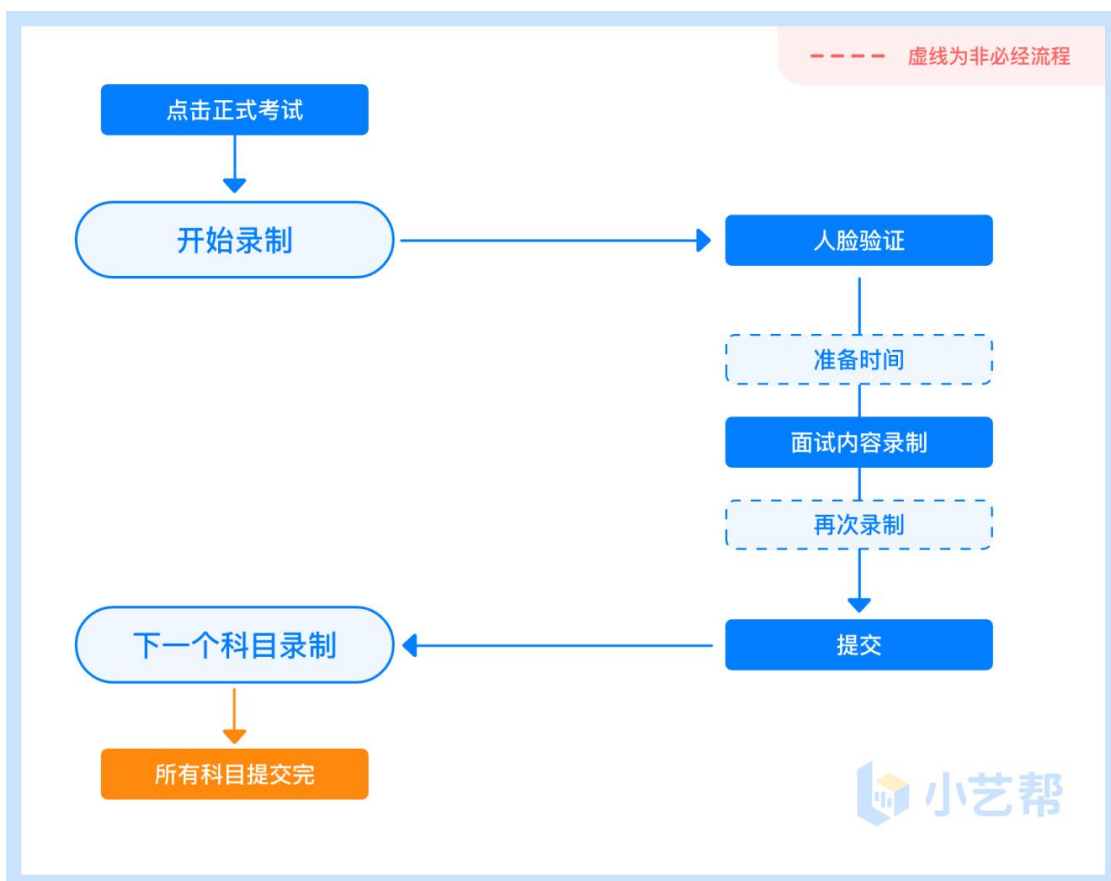 虚线为非必经流程
点击正式考试
开始录制
人脸验证
准备时间
面试内容录制
再次录制
提交
下一个科目录制
所有科目提交完
小艺帮